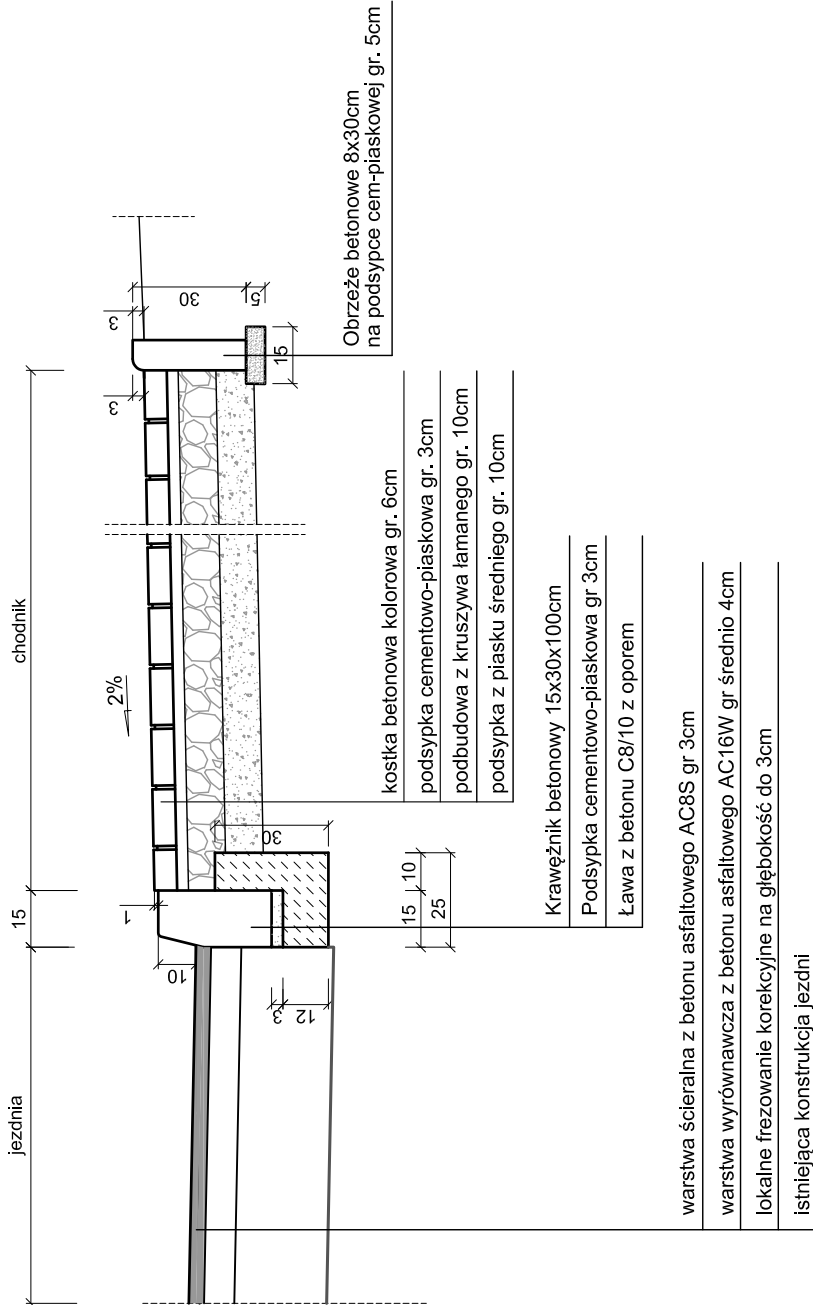 jezdnia
15
chodnik
2%
10
1
3
3
30
5
15
30
3
12
15
10
25
Obrzeże betonowe 8x30cm
na podsypce cem-piaskowej gr. 5cm
kostka betonowa kolorowa gr. 6cm
podsypka cementowo-piaskowa gr. 3cm
podbudowa z kruszywa łamanego gr. 10cm
podsypka z piasku średniego gr. 10cm
Krawężnik betonowy 15x30x100cm
Podsypka cementowo-piaskowa gr 3cm
Ława z betonu C8/10 z oporem
warstwa ścieralna z betonu asfaltowego AC8S gr 3cm
warstwa wyrównawcza z betonu asfaltowego AC16W gr średnio 4cm
lokalne frezowanie korekcyjne na głębokość do 3cm
istniejąca konstrukcja jezdni